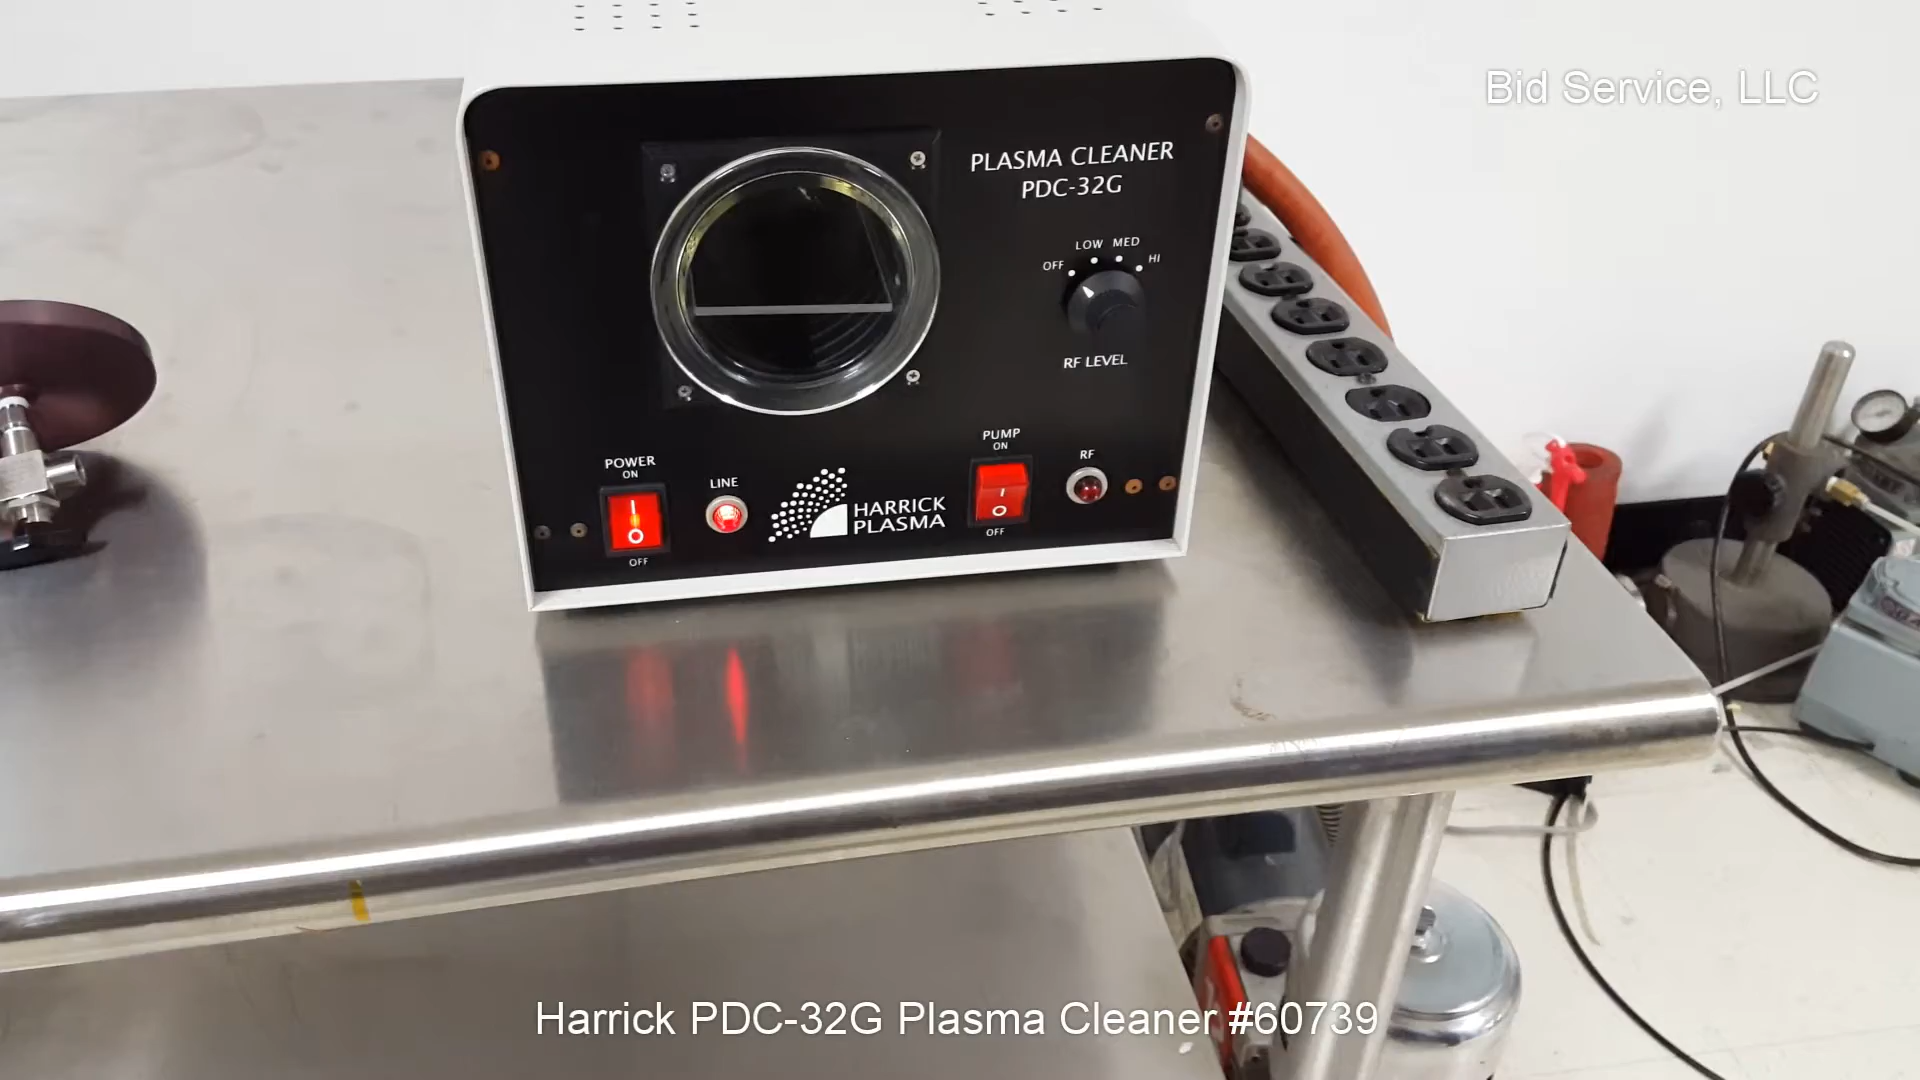 Bid Service, LLC
PLASMA CLEANER
PDC-32G
LOW MED
OFF HI
RF LEVEL
PUMP
ON
POWER
ON
LINE
RF
I
O
HARRICK
PLASMA
I
O
OFF
OFF
Harrick PDC-32G Plasma Cleaner #60739